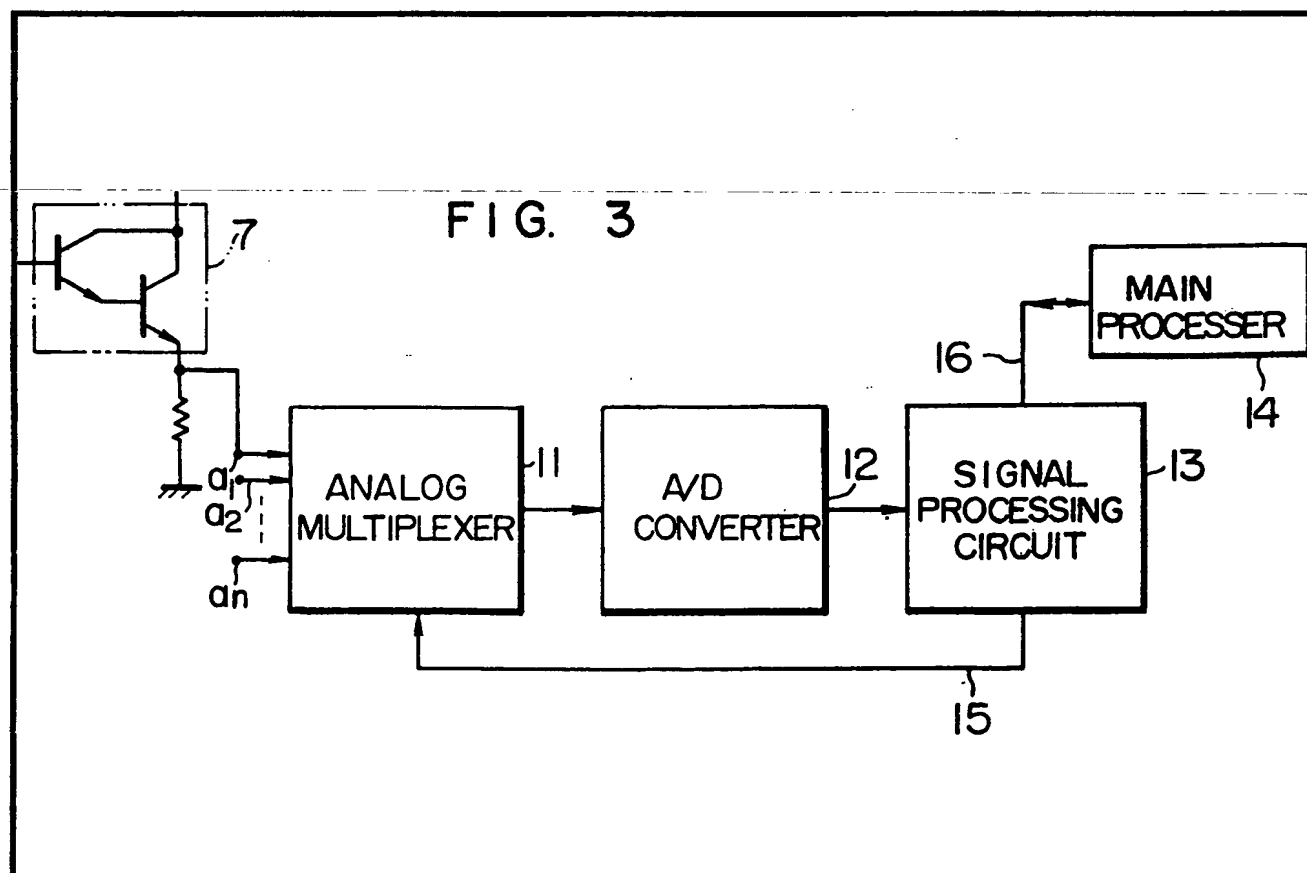 FIG. 3
7
MAIN
PROCESSER
14
16
a1
a2
an
ANALOG
MULTIPLEXER
11
A/D
CONVERTER
12
SIGNAL
PROCESSING
CIRCUIT
13
15